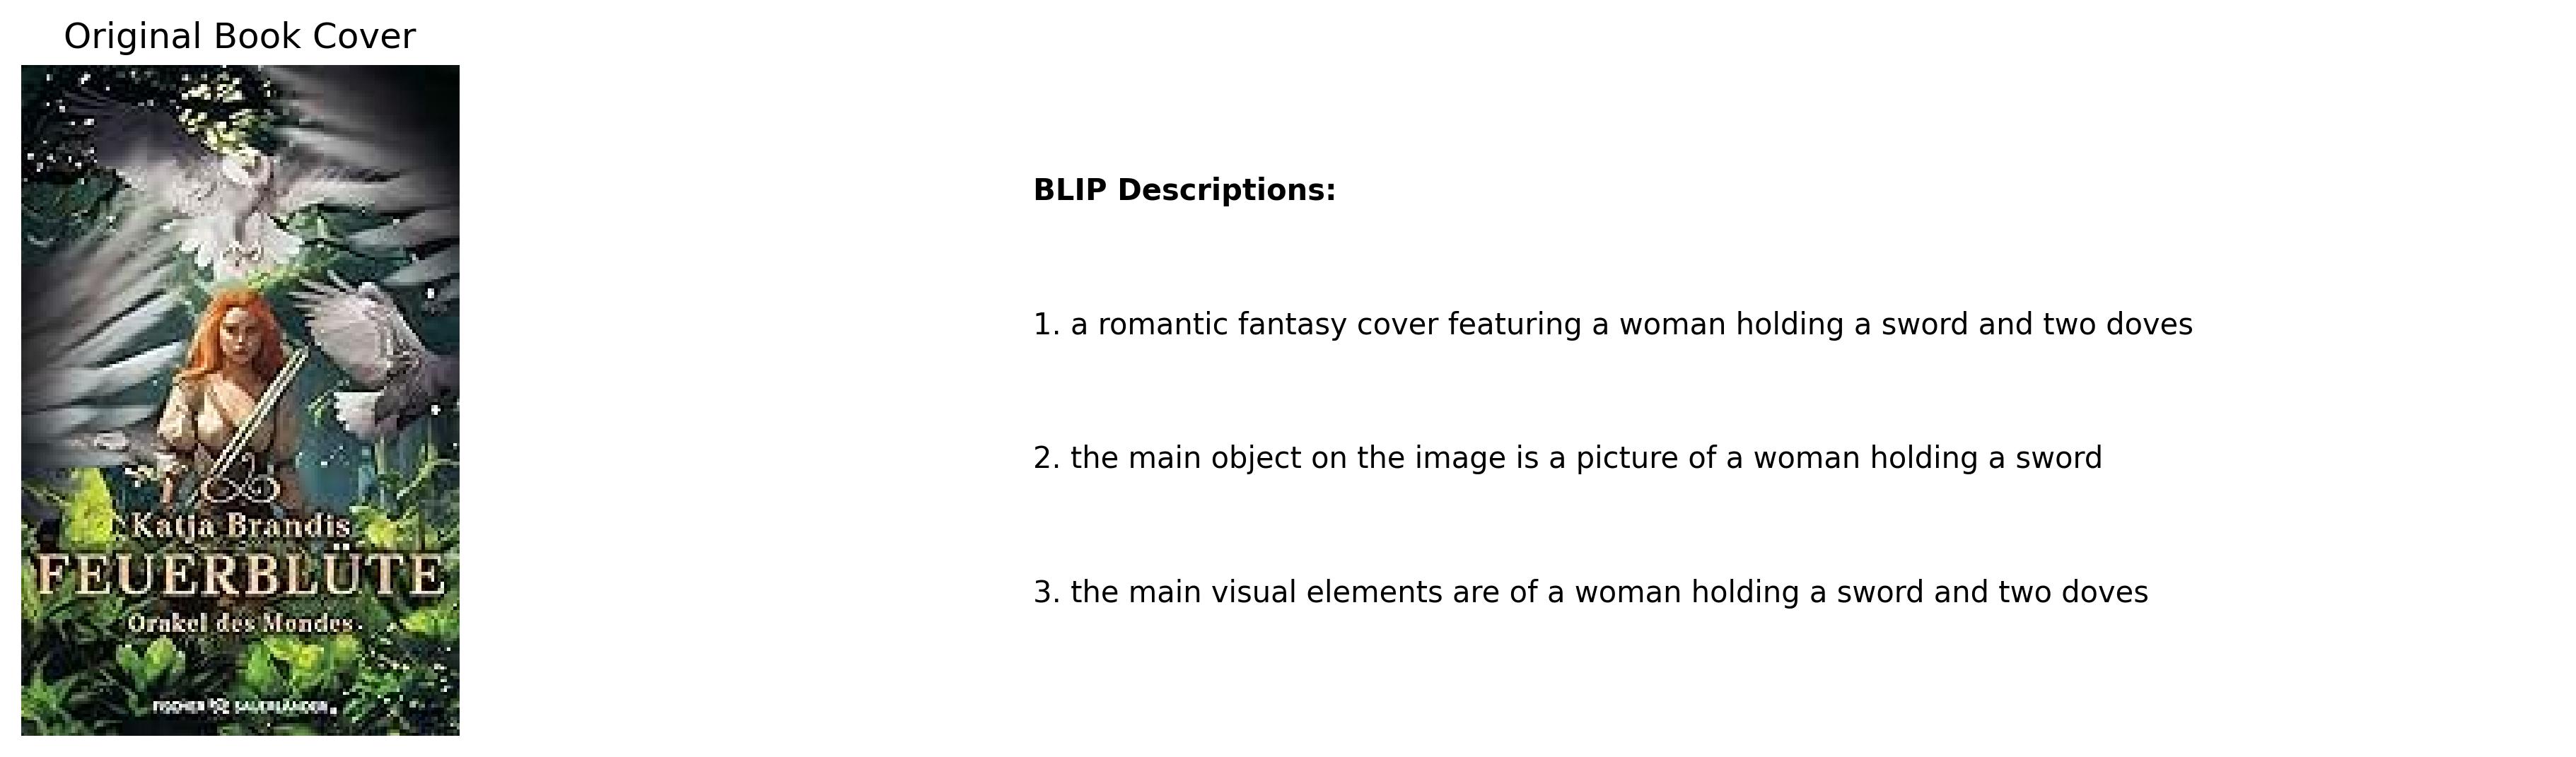 Original Book Cover
Katja Brandis
FEUERBLÜTE
Orakel des Mondes
FISCHER SAUERLÄNDER
BLIP Descriptions:
1. a romantic fantasy cover featuring a woman holding a sword and two doves
2. the main object on the image is a picture of a woman holding a sword
3. the main visual elements are of a woman holding a sword and two doves